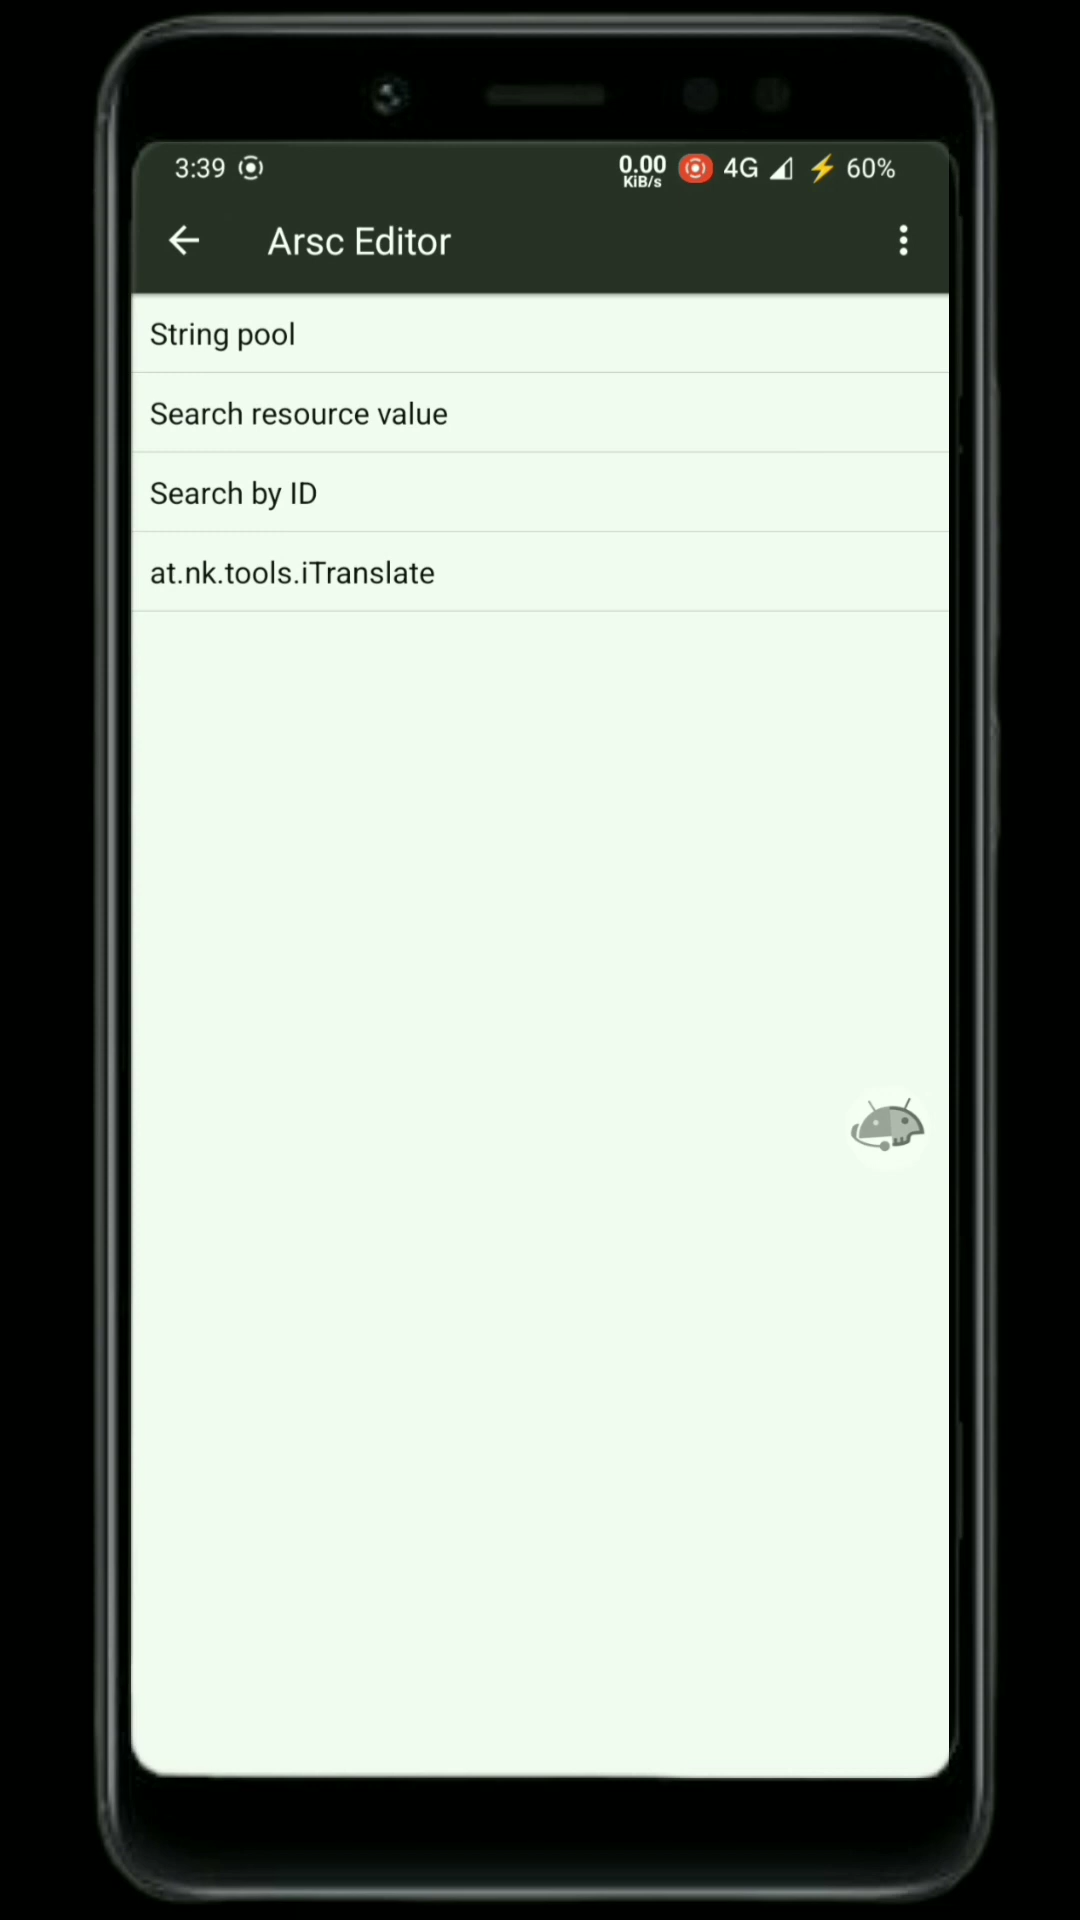 3:39 0.00 KiB/s 4G 60%
Arsc Editor
String pool
Search resource value
Search by ID
at.nk.tools.iTranslate